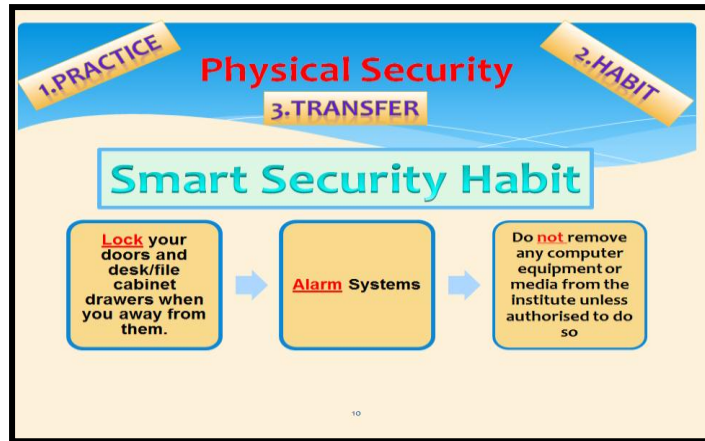 1.PRACTICE
Physical Security
2.HABIT
3.TRANSFER
Smart Security Habit
Lock your
doors and
desk/file
cabinet
drawers when
you away from
them.
Alarm Systems
Do not remove
any computer
equipment or
media from the
institute unless
authorised to do
so
10